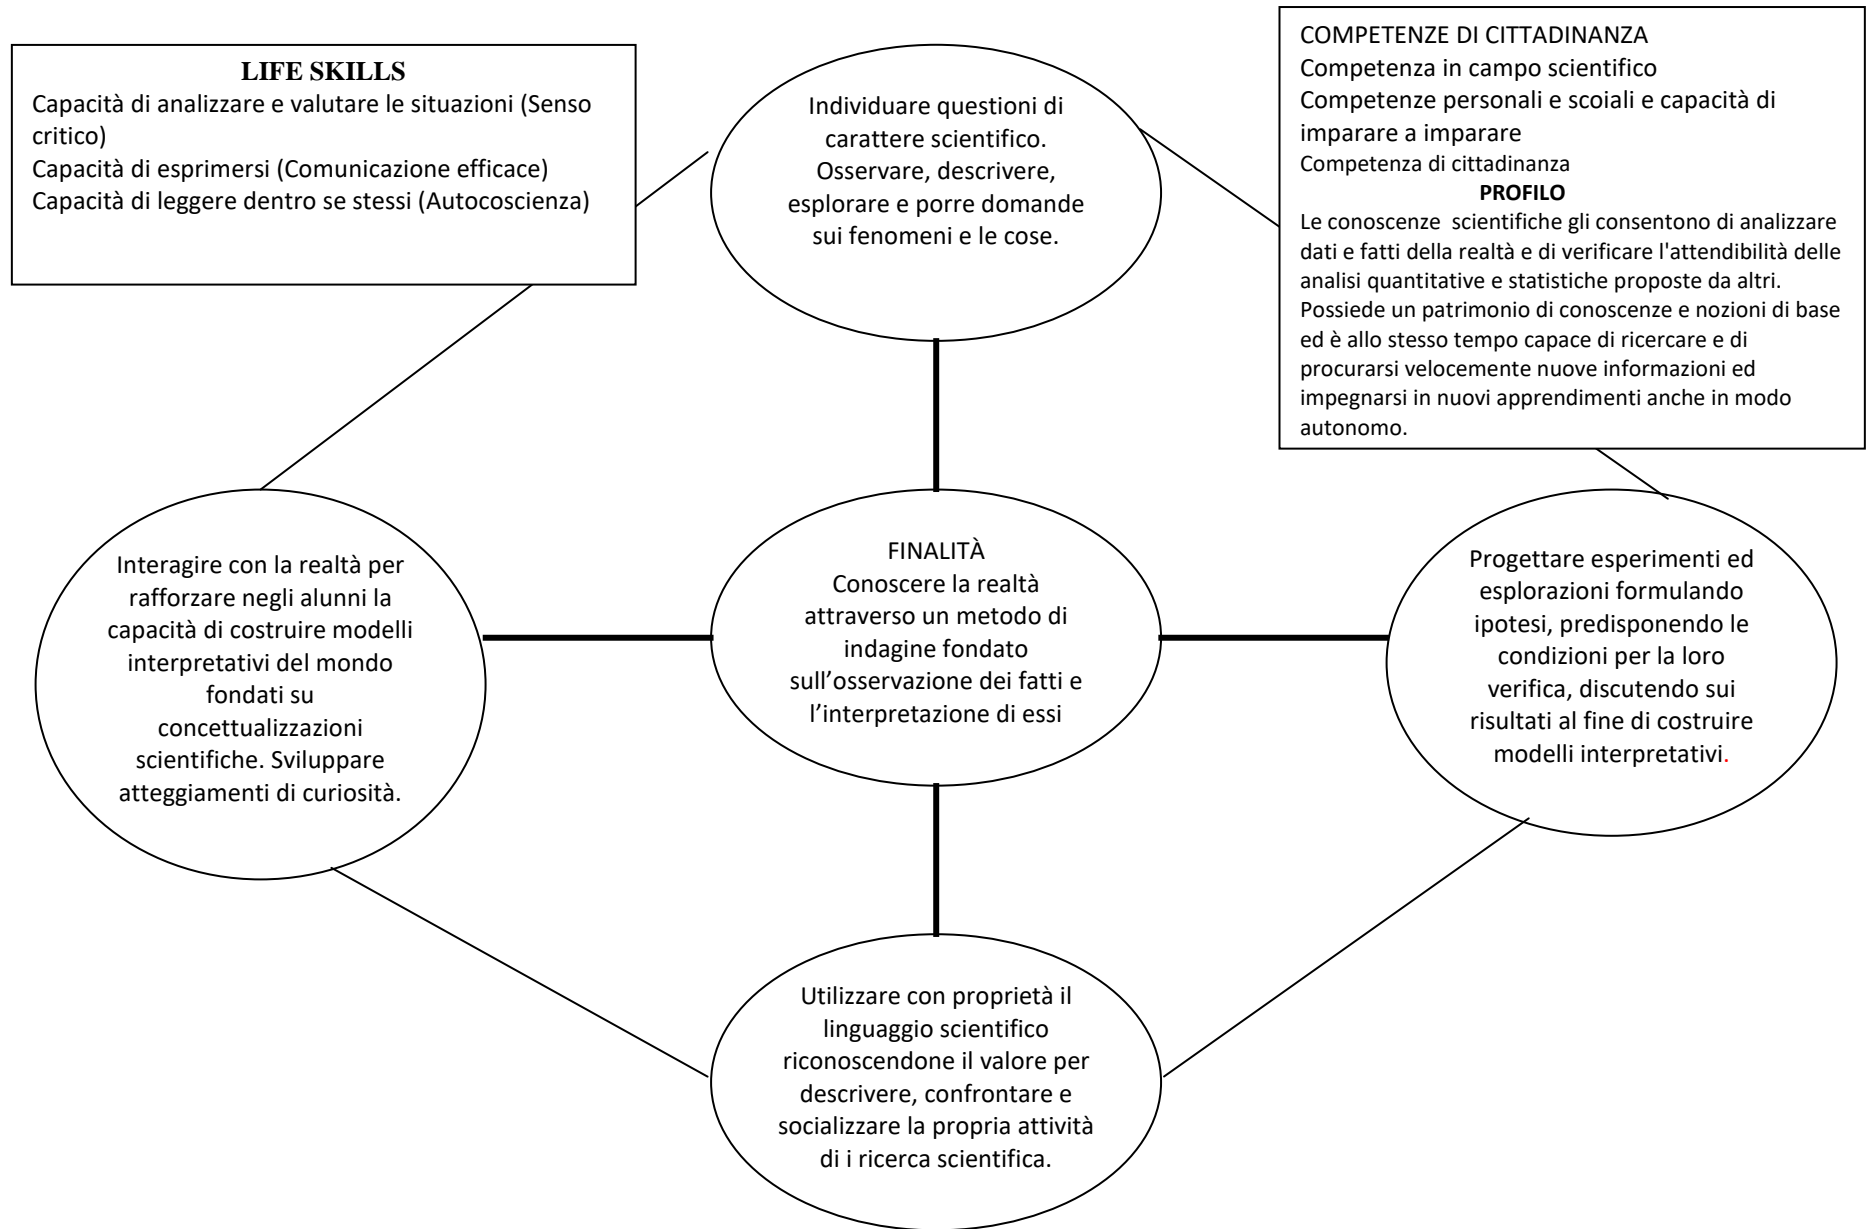 LIFE SKILLS
Capacità di analizzare e valutare le situazioni (Senso
critico)
Capacità di esprimersi (Comunicazione efficace)
Capacità di leggere dentro se stessi (Autocoscienza)
Individuare questioni di
carattere scientifico.
Osservare, descrivere,
esplorare e porre domande
sui fenomeni e le cose.
COMPETENZE DI CITTADINANZA
Competenza in campo scientifico
Competenze personali e scoiali e capacità di
imparare a imparare
Competenza di cittadinanza
PROFILO
Le conoscenze scientifiche gli consentono di analizzare
dati e fatti della realtà e di verificare l'attendibilità delle
analisi quantitative e statistiche proposte da altri.
Possiede un patrimonio di conoscenze e nozioni di base
ed è allo stesso tempo capace di ricercare e di
procurarsi velocemente nuove informazioni ed
impegnarsi in nuovi apprendimenti anche in modo
autonomo.
Interagire con la realtà per
rafforzare negli alunni la
capacità di costruire modelli
interpretativi del mondo
fondati su
concettualizzazioni
scientifiche. Sviluppare
atteggiamenti di curiosità.
FINALITÀ
Conoscere la realtà
attraverso un metodo di
indagine fondato
sull’osservazione dei fatti e
l’interpretazione di essi
Progettare esperimenti ed
esplorazioni formulando
ipotesi, predisponendo le
condizioni per la loro
verifica, discutendo sui
risultati al fine di costruire
modelli interpretativi.
Utilizzare con proprietà il
linguaggio scientifico
riconoscendone il valore per
descrivere, confrontare e
socializzare la propria attività
di i ricerca scientifica.